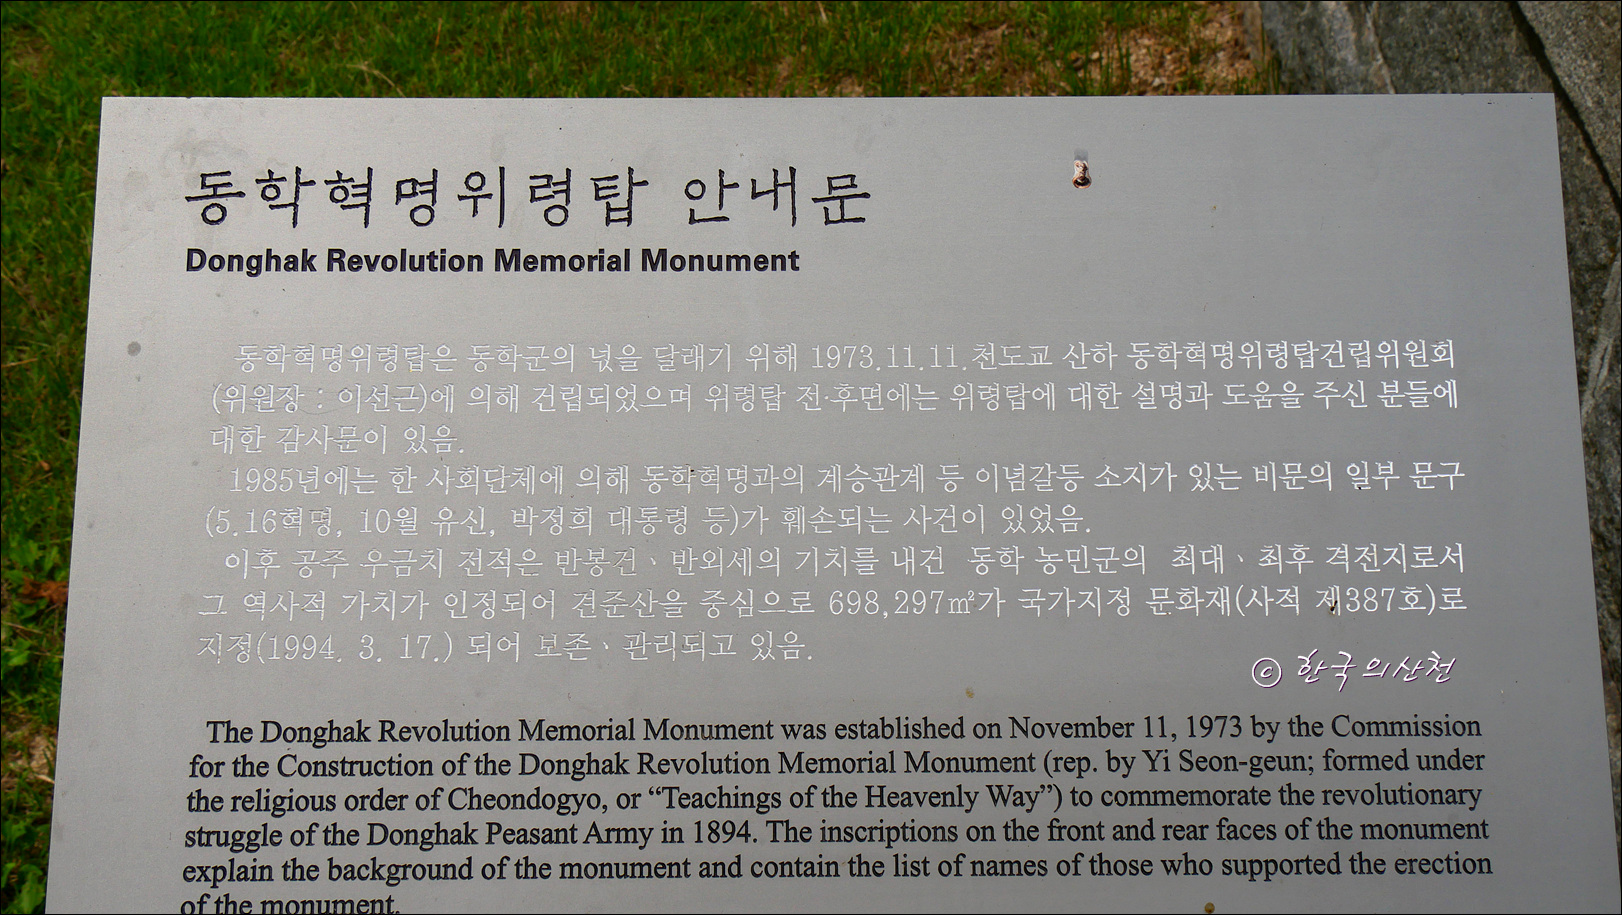 동학혁명위령탑 안내문
Donghak Revolution Memorial Monument
동학혁명위령탑은 동학군의 넋을 달래기 위해 1973.11.11.천도교 산하 동학혁명위령탑건립위원회
(위원장 : 이선근)에 의해 건립되었으며 위령탑 전·후면에는 위령탑에 대한 설명과 도움을 주신 분들에
대한 감사문이 있음.
1985년에는 한 사회단체에 의해 동학혁명과의 계승관계 등 이념갈등 소지가 있는 비문의 일부 문구
(5.16혁명, 10월 유신, 박정희 대통령 등)가 훼손되는 사건이 있었음.
이후 공주 우금치 전적은 반봉건、반외세의 기치를 내건 동학 농민군의 최대、최후 격전지로서
그 역사적 가치가 인정되어 견준산을 중심으로 698,297㎡가 국가지정 문화재(사적 제387호)로
지정(1994. 3. 17.) 되어 보존、관리되고 있음.
ⓒ 한국의산천
The Donghak Revolution Memorial Monument was established on November 11, 1973 by the Commission
for the Construction of the Donghak Revolution Memorial Monument (rep. by Yi Seon-geun; formed under
the religious order of Cheondogyo, or “Teachings of the Heavenly Way”) to commemorate the revolutionary
struggle of the Donghak Peasant Army in 1894. The inscriptions on the front and rear faces of the monument
explain the background of the monument and contain the list of names of those who supported the erection
of the monument.